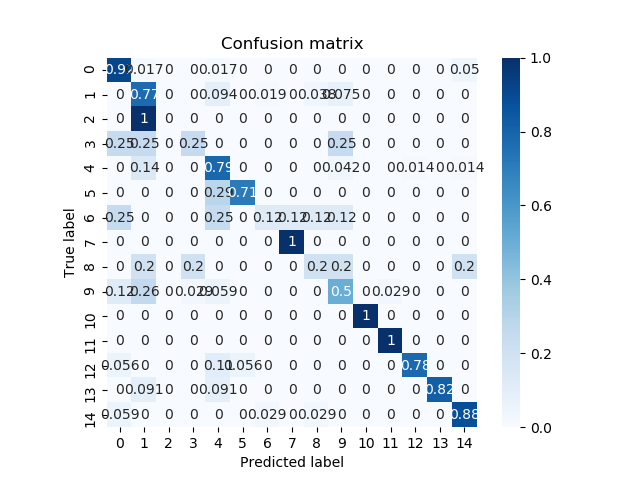 Confusion matrix
0 0.92 0.017 0 0 0.017 0 0 0 0 0 0 0 0 0 0.05
1 0 0.77 0 0 0.094 0 0.019 0 0.038 0.075 0 0 0 0 0
2 0 1 0 0 0 0 0 0 0 0 0 0 0 0 0
3 0.25 0.25 0 0.25 0 0 0 0 0 0.25 0 0 0 0 0
4 0 0.14 0 0 0.79 0 0 0 0 0.042 0 0 0.014 0 0.014
5 0 0 0 0 0.29 0.71 0 0 0 0 0 0 0 0 0
6 0.25 0 0 0 0.25 0 0.12 0.12 0.12 0.12 0 0 0 0 0
7 0 0 0 0 0 0 0 1 0 0 0 0 0 0 0
8 0 0.2 0 0.2 0 0 0 0 0.2 0.2 0 0 0 0 0.2
9 0.12 0.26 0 0.029 0.059 0 0 0 0 0.5 0 0.029 0 0 0
10 0 0 0 0 0 0 0 0 0 0 1 0 0 0 0
11 0 0 0 0 0 0 0 0 0 0 0 1 0 0 0
12 0.056 0 0 0 0.11 0.056 0 0 0 0 0 0 0.78 0 0
13 0 0.091 0 0 0.091 0 0 0 0 0 0 0 0 0.82 0
14 0.059 0 0 0 0 0 0.029 0 0.029 0 0 0 0 0 0.88
0 1 2 3 4 5 6 7 8 9 10 11 12 13 14
Predicted label
True label
1.0
0.8
0.6
0.4
0.2
0.0